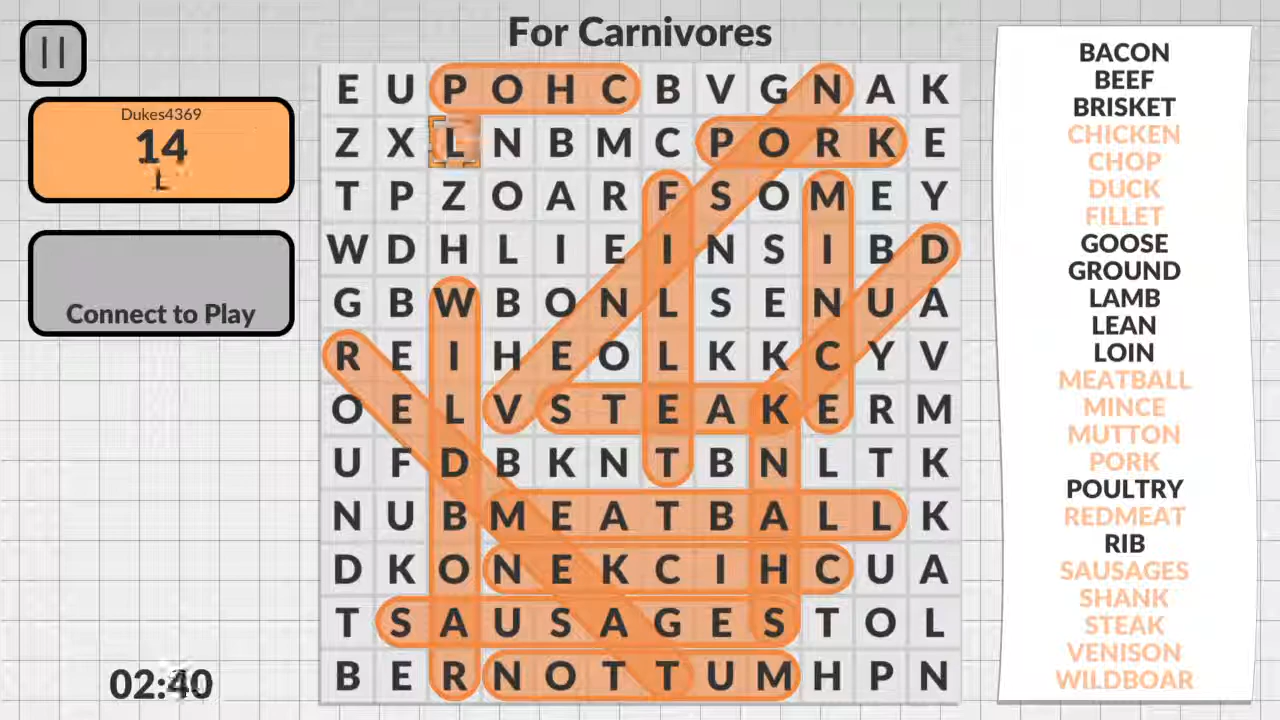 For Carnivores
Dukes4369
14
L
Connect to Play
02:40
E U P O H C B V G N A K
Z X L N B M C P O R K E
T P Z O A R F S O M E Y
W D H L I E I N S I B D
G B W B O N L S E N U A
R E I H E O L K K C Y V
O E L V S T E A K E R M
U F D B K N T B N L T K
N U B M E A T B A L L K
D K O N E K C I H C U A
T S A U S A G E S T O L
B E R N O T T U M H P N
BACON
BEEF
BRISKET
CHICKEN
CHOP
DUCK
FILLET
GOOSE
GROUND
LAMB
LEAN
LOIN
MEATBALL
MINCE
MUTTON
PORK
POULTRY
REDMEAT
RIB
SAUSAGES
SHANK
STEAK
VENISON
WILDBOAR